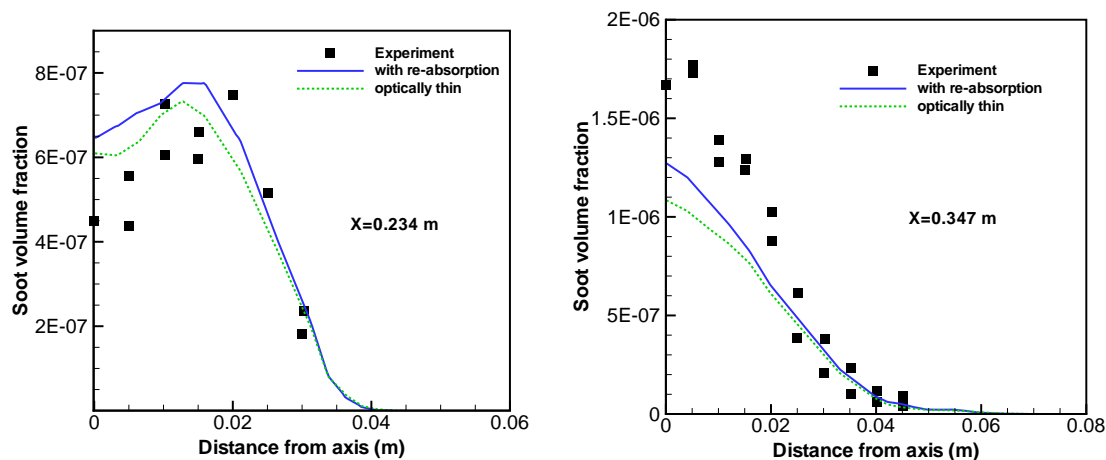 Soot volume fraction
8E-07
6E-07
4E-07
2E-07
0 0.02 0.04 0.06
Distance from axis (m)
Experiment
with re-absorption
optically thin
X=0.234 m
Soot volume fraction
2E-06
1.5E-06
1E-06
5E-07
0
0 0.02 0.04 0.06 0.08
Distance from axis (m)
Experiment
with re-absorption
optically thin
X=0.347 m